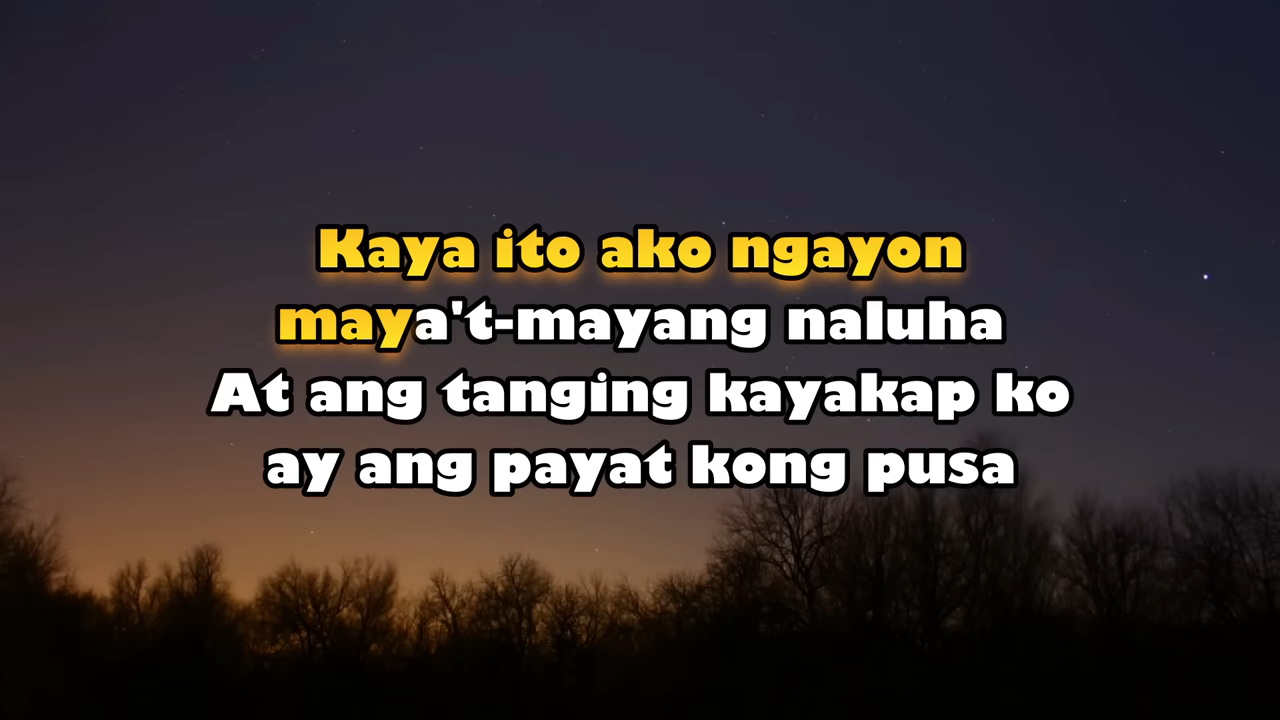 Kaya ito ako ngayon
maya't-mayang naluha
At ang tanging kayakap ko
ay ang payat kong pusa